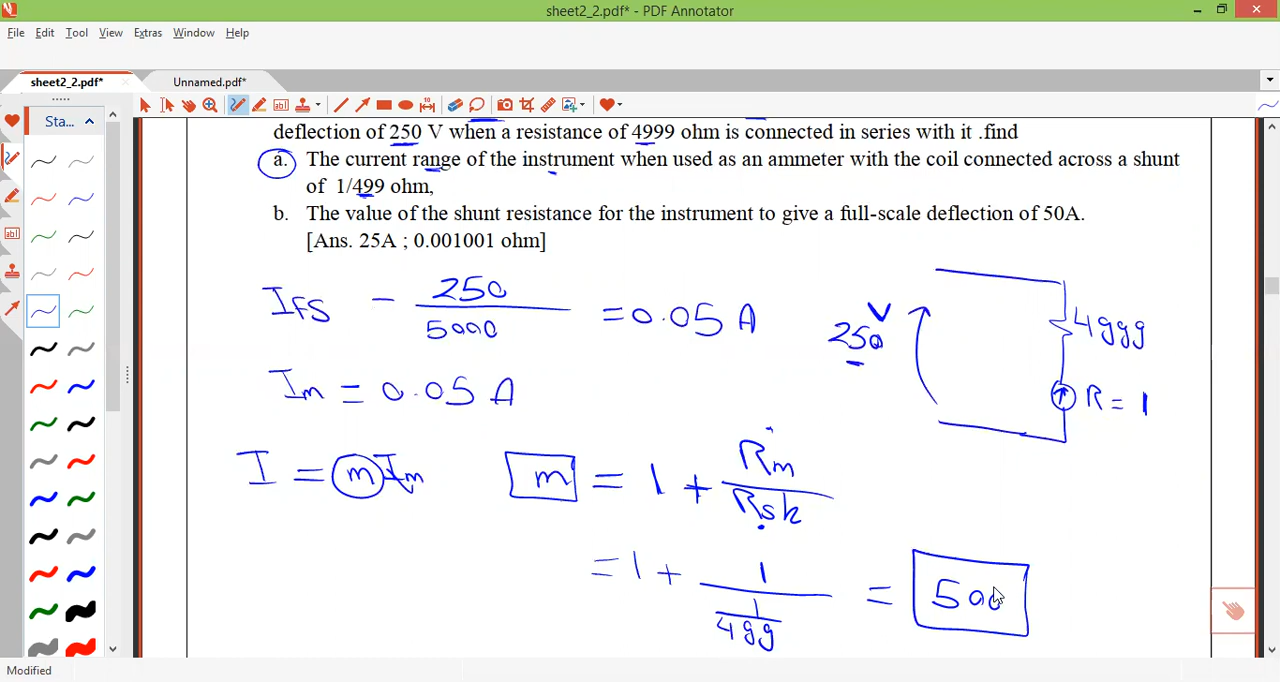 sheet2_2.pdf* - PDF Annotator
File Edit Tool View Extras Window Help
sheet2_2.pdf* Unnamed.pdf*
Sta...
deflection of 250 V when a resistance of 4999 ohm is connected in series with it .find
a. The current range of the instrument when used as an ammeter with the coil connected across a shunt
of 1/499 ohm,
b. The value of the shunt resistance for the instrument to give a full-scale deflection of 50A.
[Ans. 25A ; 0.001001 ohm]
IFS - 250 / 5000 = 0.05 A
250 V
4999
R = 1
Im = 0.05 A
I = m Im
m = 1 + Rm / Rsh
= 1 + 1 / 1 / 499 = 500
Modified